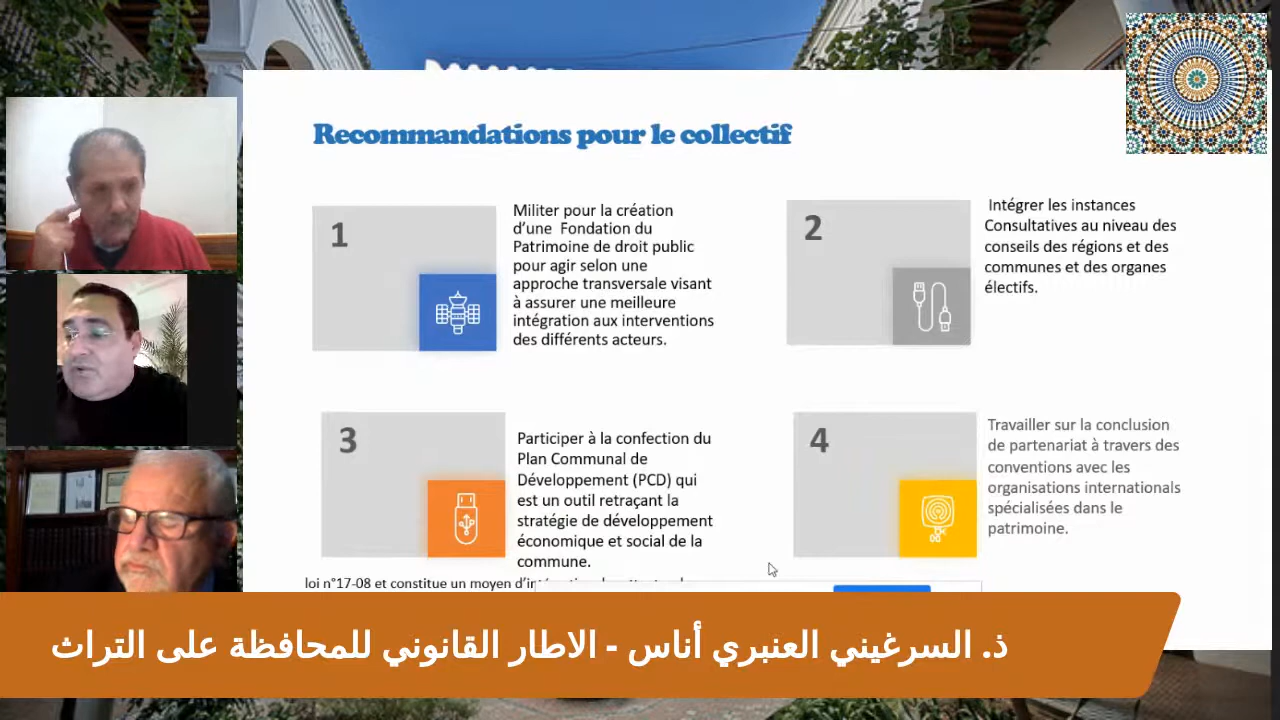 Recommandations pour le collectif
1
Militer pour la création
d’une Fondation du
Patrimoine de droit public
pour agir selon une
approche transversale visant
à assurer une meilleure
intégration aux interventions
des différents acteurs.
2
Intégrer les instances
Consultatives au niveau des
conseils des régions et des
communes et des organes
électifs.
3
Participer à la confection du
Plan Communal de
Développement (PCD) qui
est un outil retraçant la
stratégie de développement
économique et social de la
commune.
4
Travailler sur la conclusion
de partenariat à travers des
conventions avec les
organisations internationals
spécialisées dans le
patrimoine.
loi n°17-08 et constitue un moyen
ذ. السرغيني العنبري أناس - الاطار القانوني للمحافظة على التراث